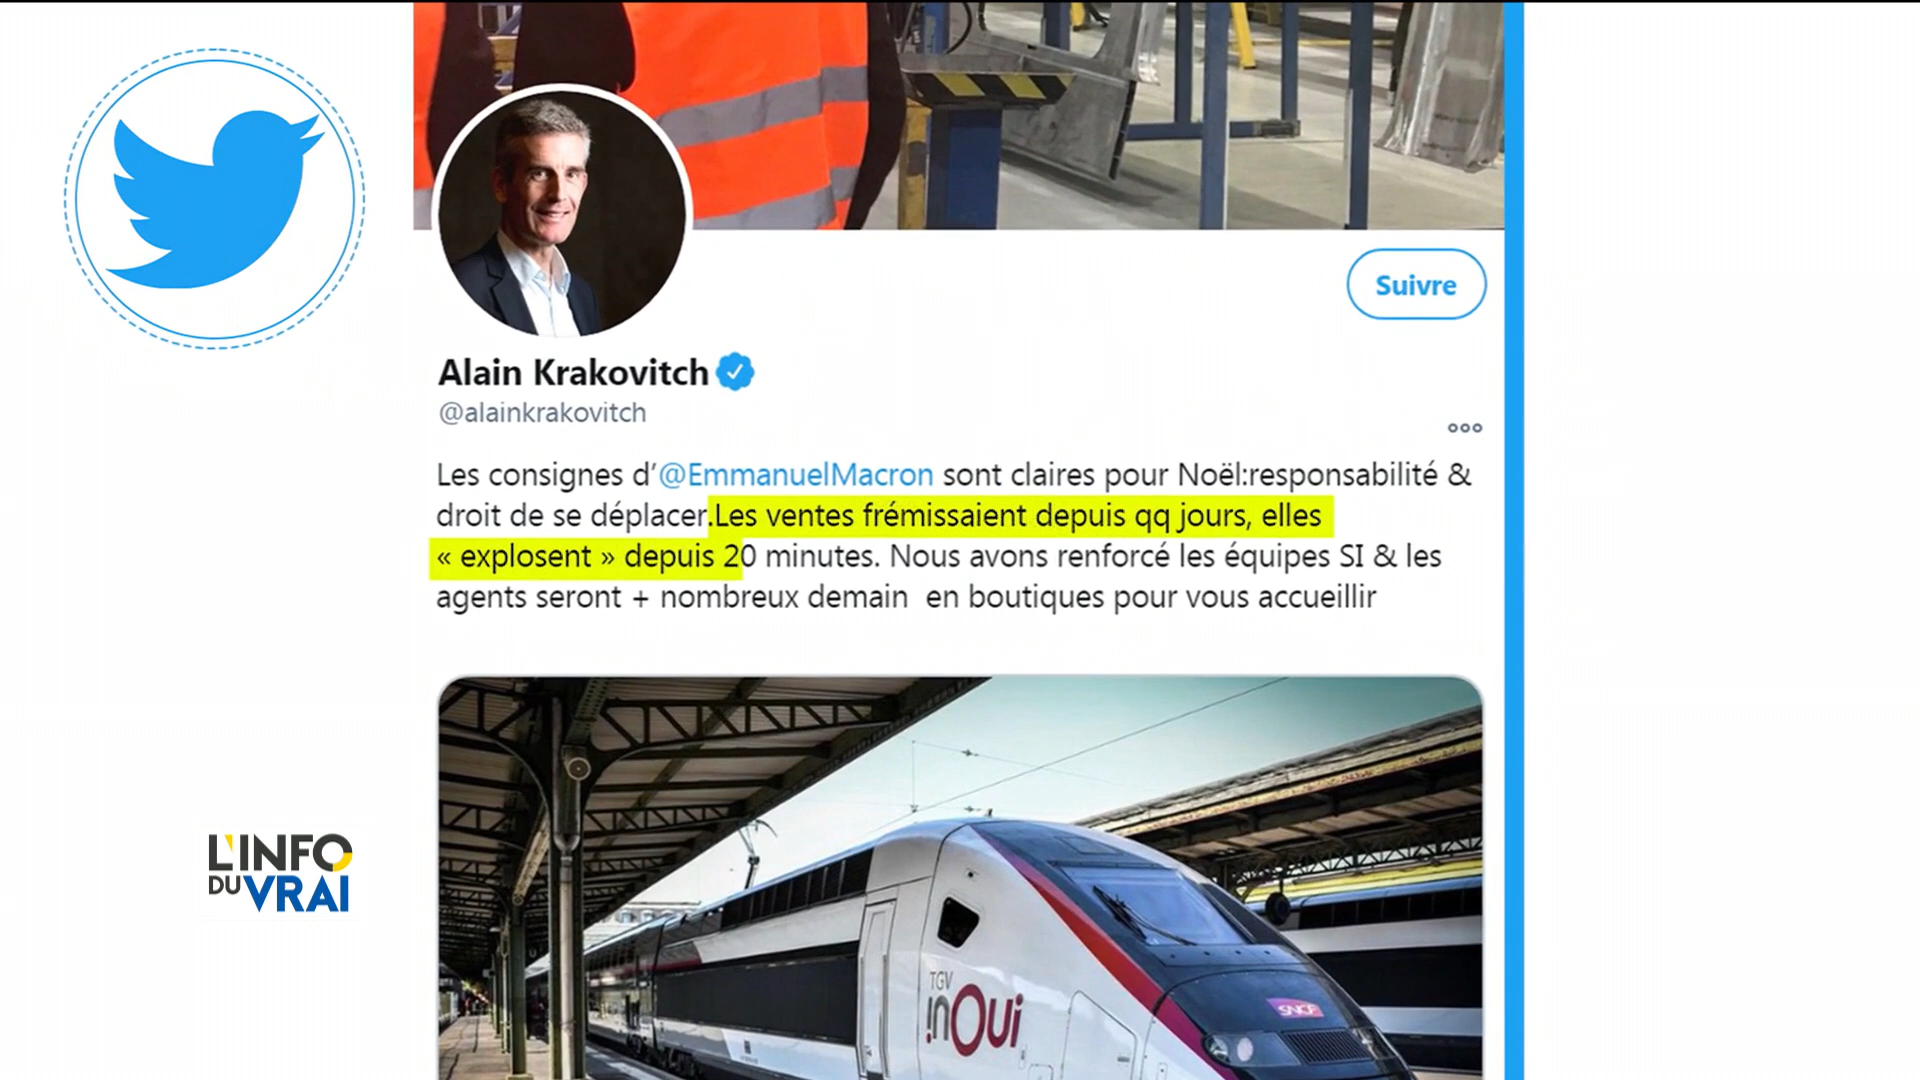 Suivre
Alain Krakovitch
@alainkrakovitch
Les consignes d'@EmmanuelMacron sont claires pour Noël:responsabilité &
droit de se déplacer.Les ventes frémissaient depuis qq jours, elles
« explosent » depuis 20 minutes. Nous avons renforcé les équipes SI & les
agents seront + nombreux demain  en boutiques pour vous accueillir
L'INFO
DU VRAI
TGV
inOui
SNCF